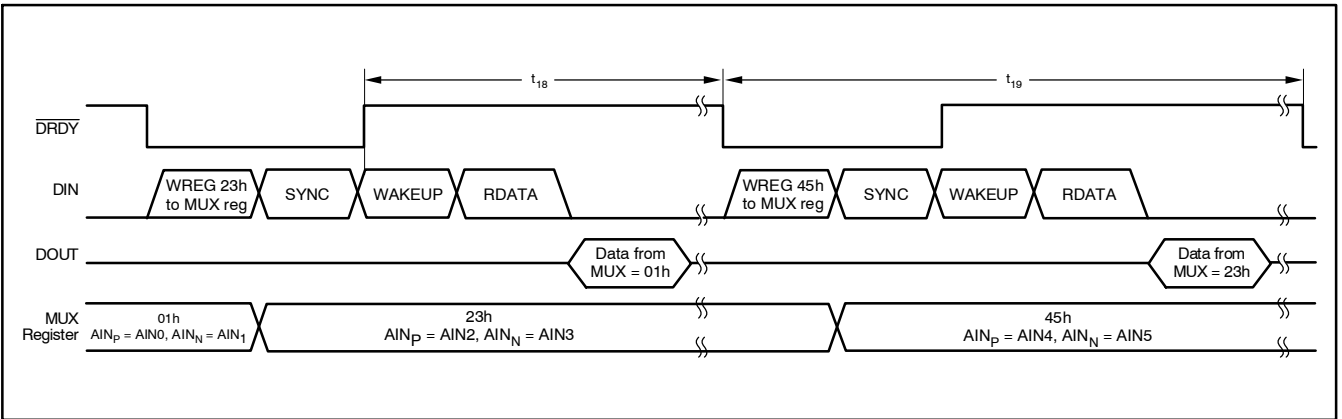 t18
t19
DRDY
DIN
WREG 23h
to MUX reg
SYNC
WAKEUP
RDATA
WREG 45h
to MUX reg
SYNC
WAKEUP
RDATA
DOUT
Data from
MUX = 01h
Data from
MUX = 23h
MUX
Register
01h
AINP = AIN0, AINN = AIN1
23h
AINP = AIN2, AINN = AIN3
45h
AINP = AIN4, AINN = AIN5